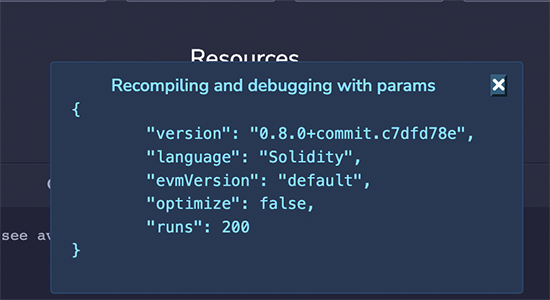 Resources
Recompiling and debugging with params
{
"version": "0.8.0+commit.c7dfd78e",
"language": "Solidity",
"evmVersion": "default",
"optimize": false,
"runs": 200
}
see av